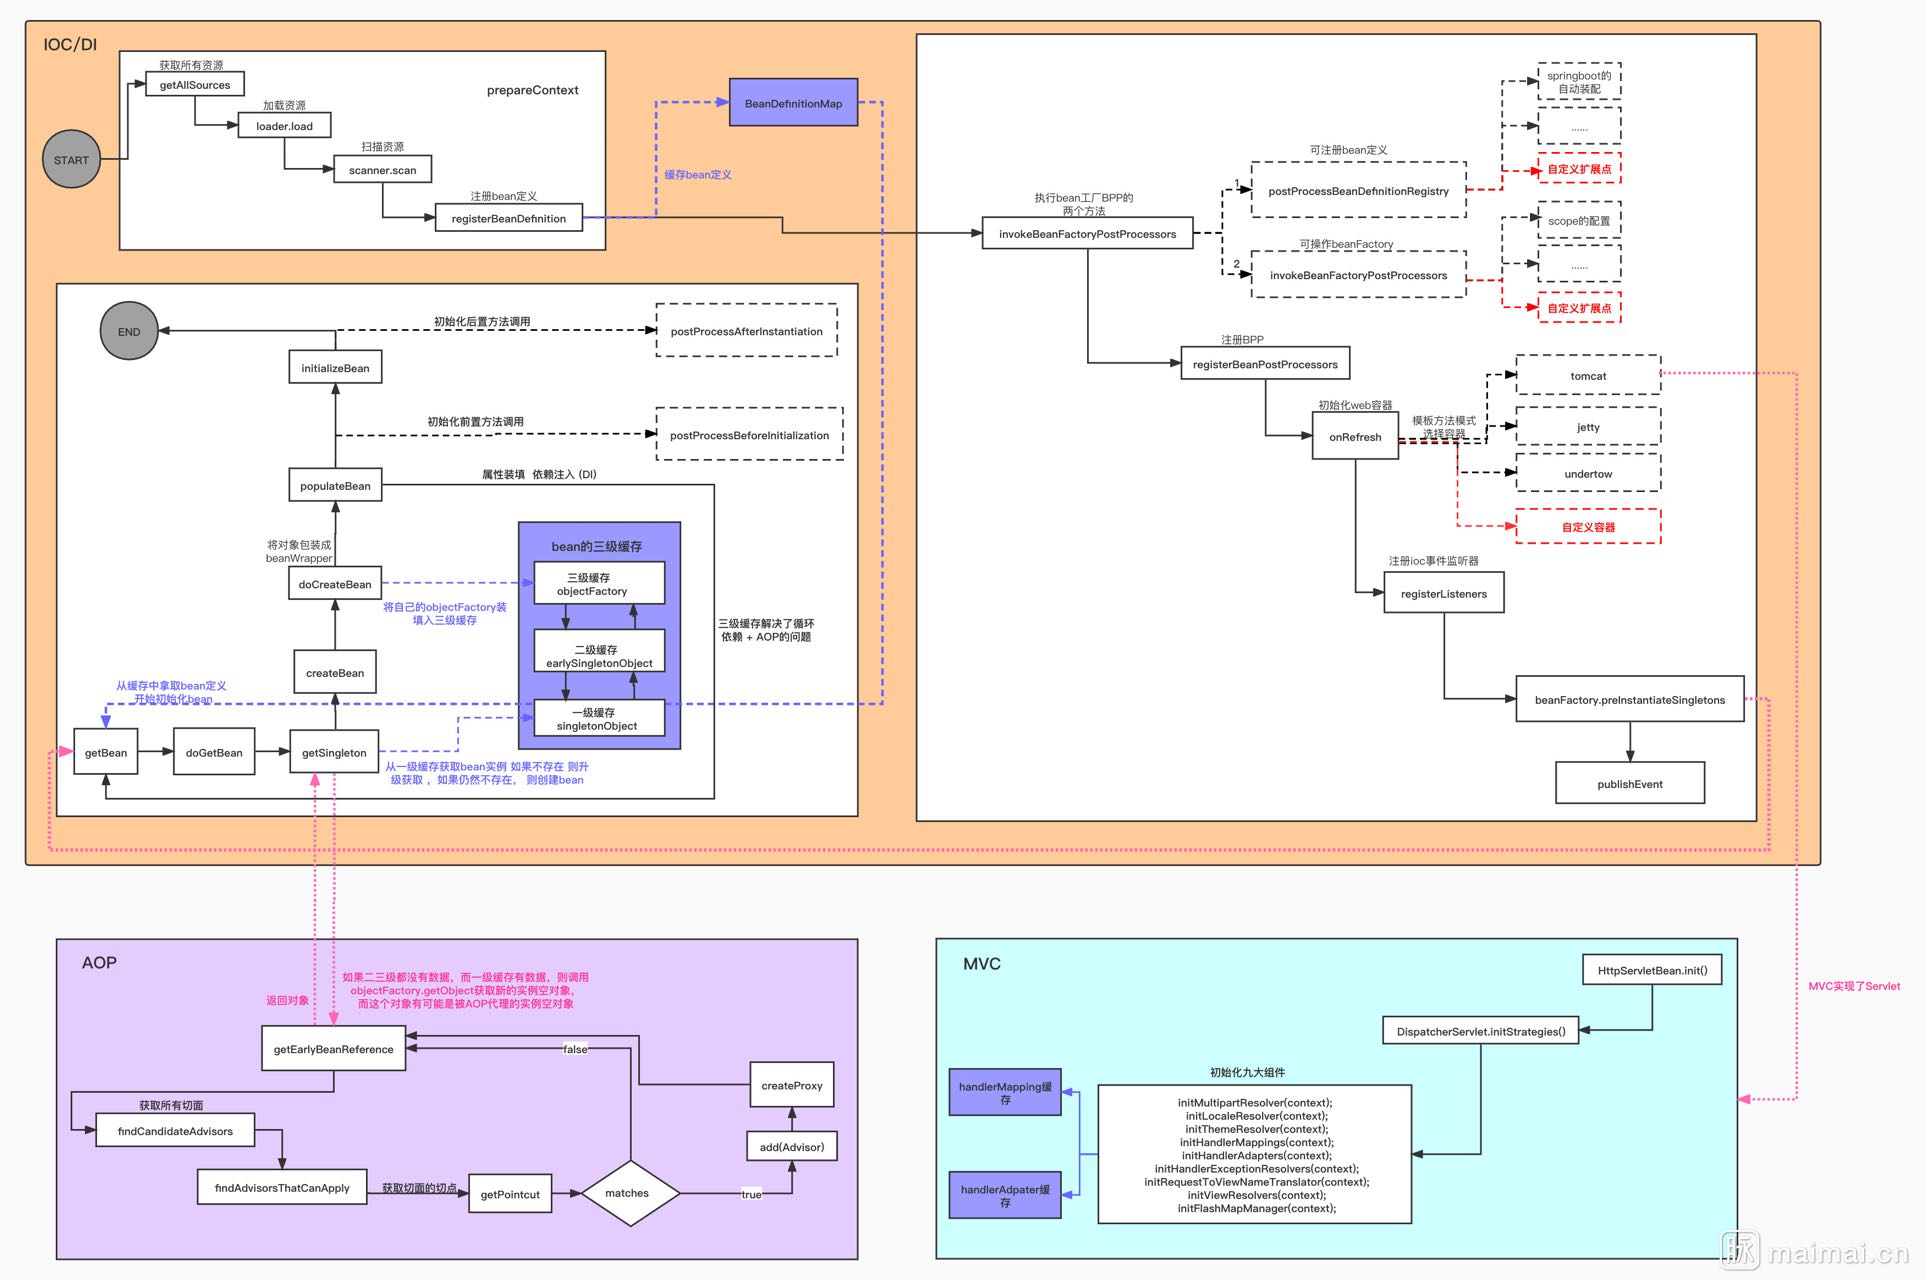 IOC/DI
获取所有资源
getAllSources
加载资源
loader.load
扫描资源
scanner.scan
注册bean定义
registerBeanDefinition
prepareContext
START
BeanDefinitionMap
缓存bean定义
执行bean工厂BPP的
两个方法
invokeBeanFactoryPostProcessors
1
可注册bean定义
postProcessBeanDefinitionRegistry
springboot的
自动装配
......
自定义扩展点
2
可操作beanFactory
invokeBeanFactoryPostProcessors
scope的配置
......
自定义扩展点
注册BPP
registerBeanPostProcessors
初始化web容器
onRefresh
模板方法模式
选择容器
tomcat
jetty
undertow
自定义容器
注册ioc事件监听器
registerListeners
beanFactory.preInstantiateSingletons
publishEvent
END
初始化后置方法调用
postProcessAfterInstantiation
initializeBean
初始化前置方法调用
postProcessBeforeInitialization
populateBean
属性装填 依赖注入 (DI)
将对象包装成
beanWrapper
doCreateBean
将自己的objectFactory装
填入三级缓存
bean的三级缓存
三级缓存
objectFactory
二级缓存
earlySingletonObject
一级缓存
singletonObject
三级缓存解决了循环
依赖 + AOP的问题
createBean
从缓存中拿取bean定义
开始初始化bean
getBean
doGetBean
getSingleton
从一级缓存获取bean实例 如果不存在 则升
级获取 ，如果仍然不存在， 则创建bean
AOP
返回对象
如果二三级都没有数据，而一级缓存有数据，则调用
objectFactory.getObject获取新的实例空对象，
而这个对象有可能是被AOP代理的实例空对象
getEarlyBeanReference
false
获取所有切面
findCandidateAdvisors
findAdvisorsThatCanApply
获取切面的切点
getPointcut
matches
true
add(Advisor)
createProxy
MVC
HttpServletBean.init()
DispatcherServlet.initStrategies()
初始化九大组件
initMultipartResolver(context);
initLocaleResolver(context);
initThemeResolver(context);
initHandlerMappings(context);
initHandlerAdapters(context);
initHandlerExceptionResolvers(context);
initRequestToViewNameTranslator(context);
initViewResolvers(context);
initFlashMapManager(context);
handlerMapping缓
存
handlerAdpater缓
存
MVC实现了Servlet
脉 maimai.cn